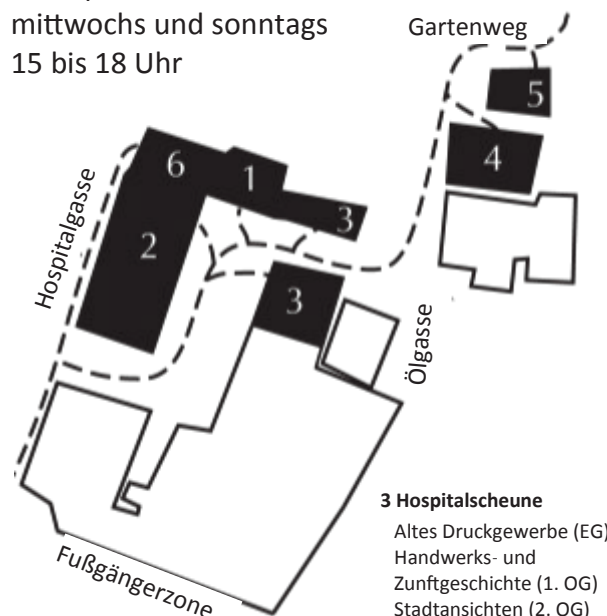 mittwochs und sonntags
15 bis 18 Uhr
Gartenweg
5
4
6
1
3
2
3
Hospitalgasse
Ölgasse
Fußgängerzone
3 Hospitalscheune
Altes Druckgewerbe (EG)
Handwerks- und
Zunftgeschichte (1. OG)
Stadtansichten (2. OG)